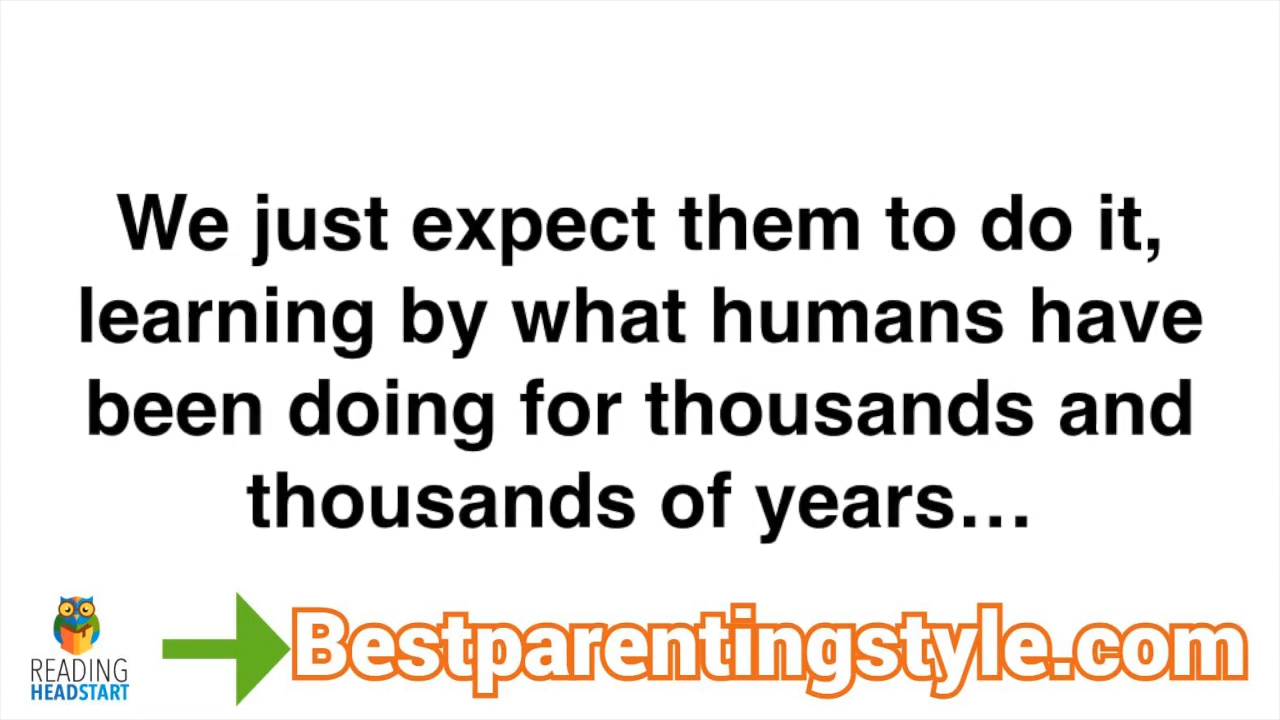 We just expect them to do it,
learning by what humans have
been doing for thousands and
thousands of years…
READING
HEADSTART
Bestparentingstyle.com